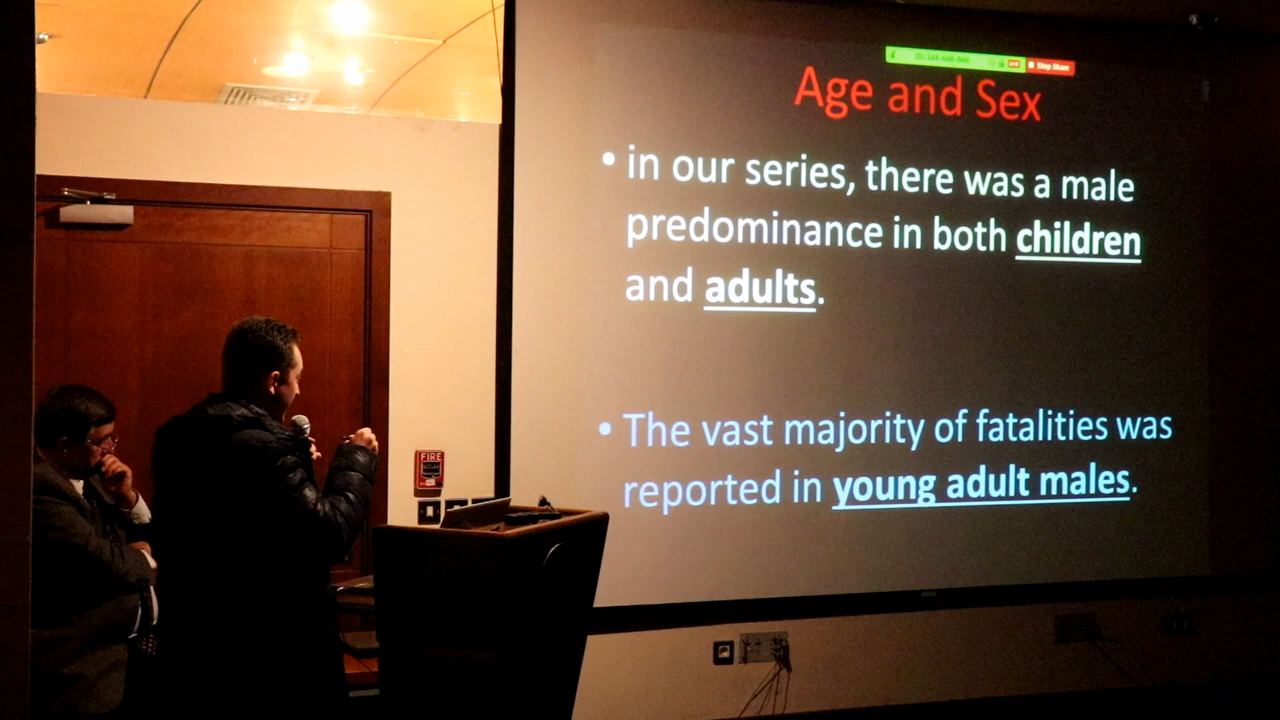 Stop Share
Age and Sex
• in our series, there was a male
predominance in both children
and adults.
• The vast majority of fatalities was
reported in young adult males.
FIRE